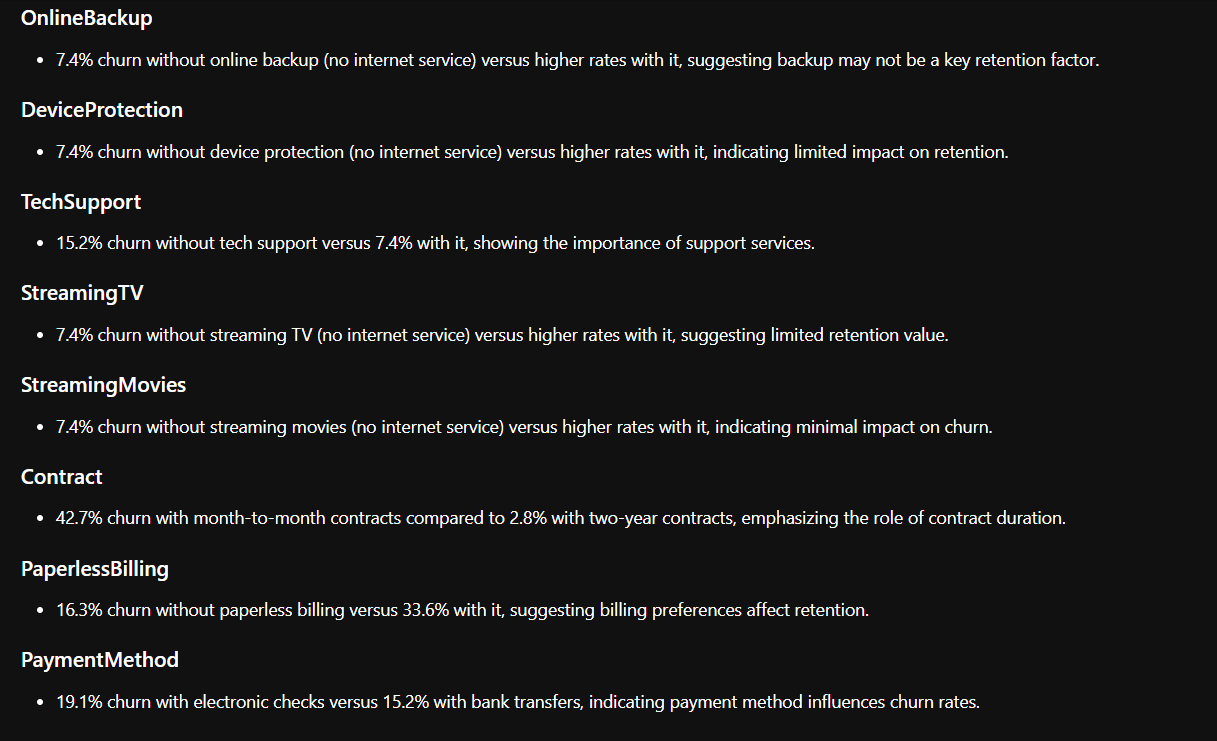 OnlineBackup
• 7.4% churn without online backup (no internet service) versus higher rates with it, suggesting backup may not be a key retention factor.
DeviceProtection
• 7.4% churn without device protection (no internet service) versus higher rates with it, indicating limited impact on retention.
TechSupport
• 15.2% churn without tech support versus 7.4% with it, showing the importance of support services.
StreamingTV
• 7.4% churn without streaming TV (no internet service) versus higher rates with it, suggesting limited retention value.
StreamingMovies
• 7.4% churn without streaming movies (no internet service) versus higher rates with it, indicating minimal impact on churn.
Contract
• 42.7% churn with month-to-month contracts compared to 2.8% with two-year contracts, emphasizing the role of contract duration.
PaperlessBilling
• 16.3% churn without paperless billing versus 33.6% with it, suggesting billing preferences affect retention.
PaymentMethod
• 19.1% churn with electronic checks versus 15.2% with bank transfers, indicating payment method influences churn rates.